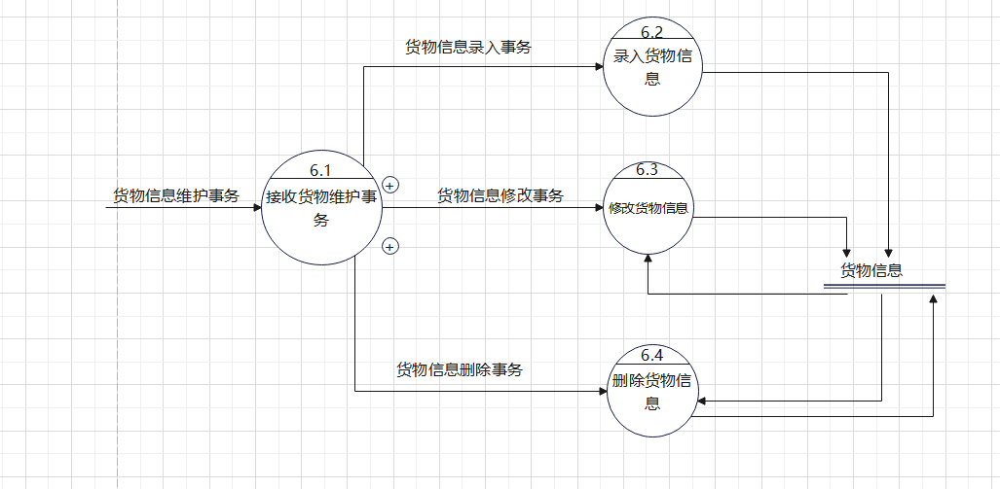 货物信息录入事务
6.2
录入货物信
息
6.1
接收货物维护事
务
+
+
货物信息维护事务
货物信息修改事务
6.3
修改货物信息
货物信息
货物信息删除事务
6.4
删除货物信
息